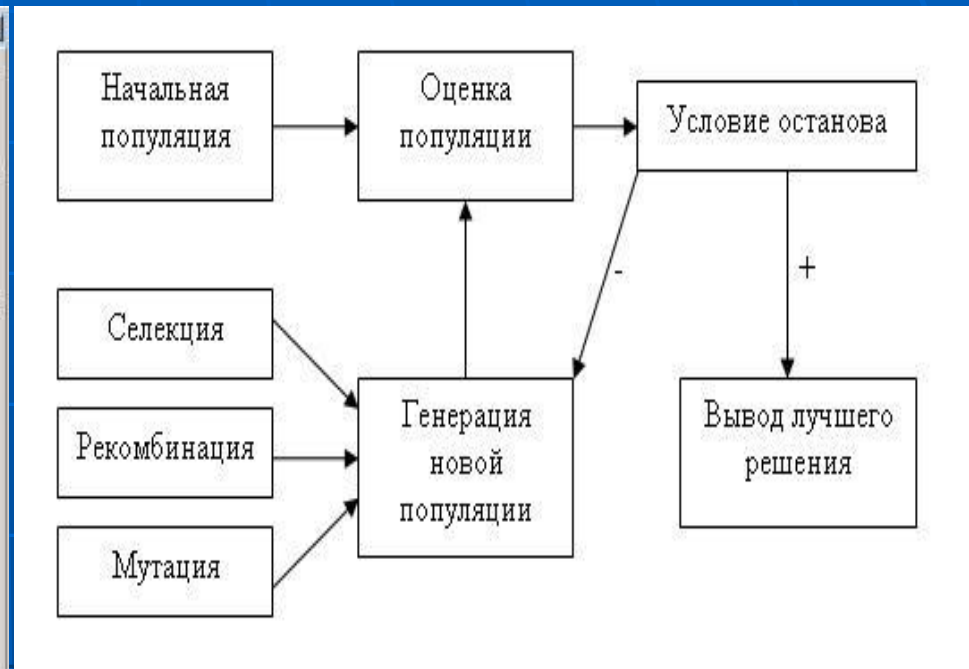 Начальная
популяция
Оценка
популяции
Условие останова
-
+
Селекция
Рекомбинация
Мутация
Генерация
новой
популяции
Вывод лучшего
решения